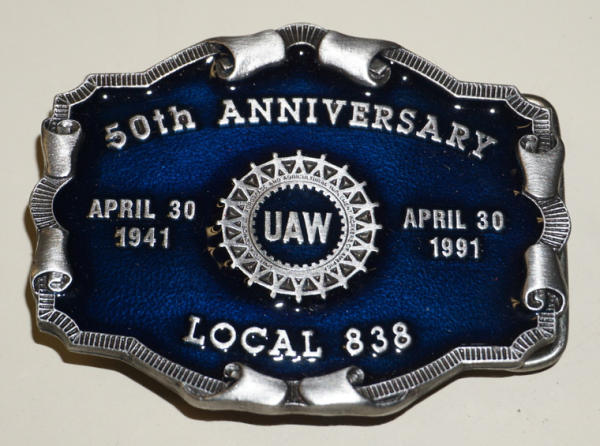 50th ANNIVERSARY
APRIL 30
1941
UAW
APRIL 30
1991
LOCAL 838